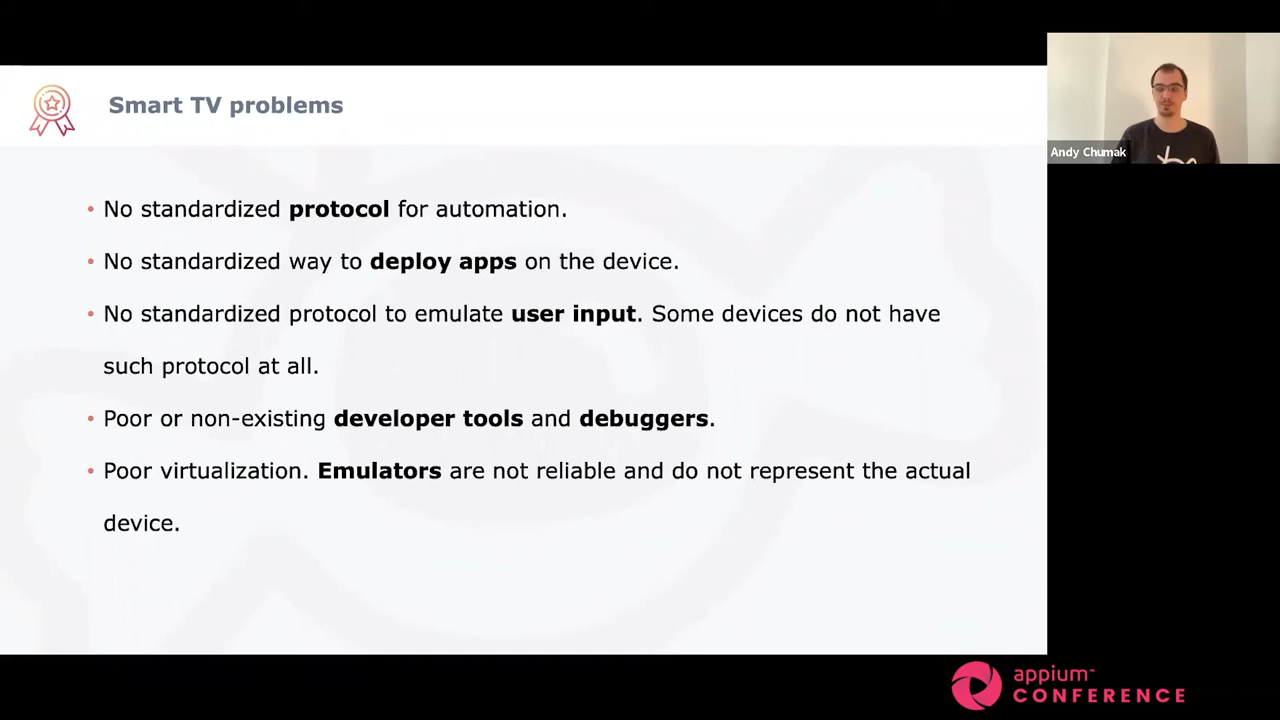 Smart TV problems
Andy Chumak
• No standardized protocol for automation.
• No standardized way to deploy apps on the device.
• No standardized protocol to emulate user input. Some devices do not have
such protocol at all.
• Poor or non-existing developer tools and debuggers.
• Poor virtualization. Emulators are not reliable and do not represent the actual
device.
appium™
CONFERENCE